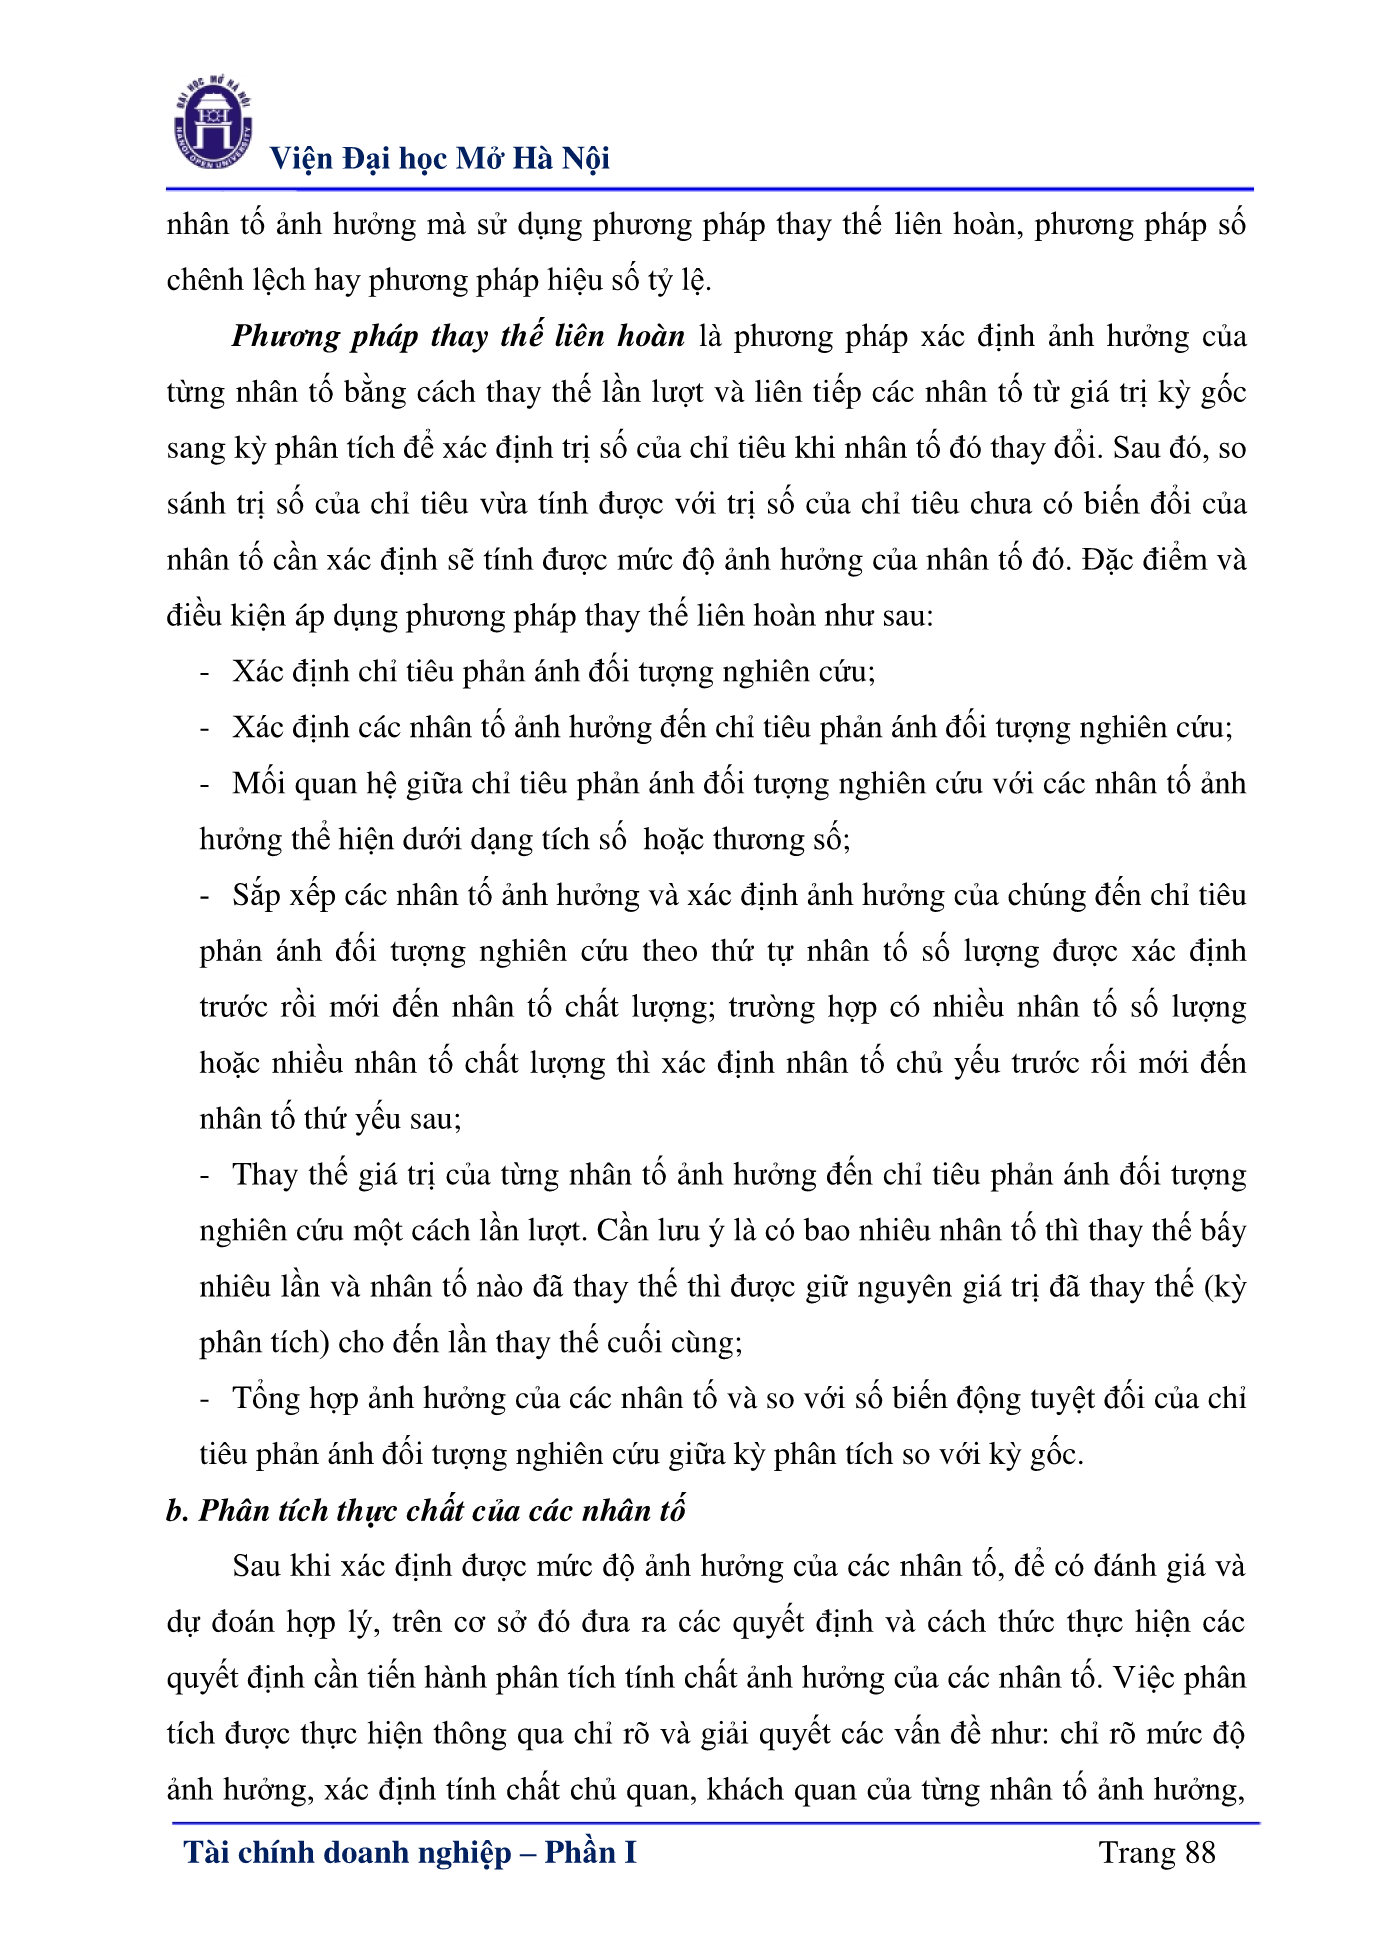 ĐẠI HỌC MỞ HÀ NỘI
HANOI OPEN UNIVERSITY
Viện Đại học Mở Hà Nội
nhân tố ảnh hưởng mà sử dụng phương pháp thay thế liên hoàn, phương pháp số
chênh lệch hay phương pháp hiệu số tỷ lệ.
Phương pháp thay thế liên hoàn là phương pháp xác định ảnh hưởng của
từng nhân tố bằng cách thay thế lần lượt và liên tiếp các nhân tố từ giá trị kỳ gốc
sang kỳ phân tích để xác định trị số của chỉ tiêu khi nhân tố đó thay đổi. Sau đó, so
sánh trị số của chỉ tiêu vừa tính được với trị số của chỉ tiêu chưa có biến đổi của
nhân tố cần xác định sẽ tính được mức độ ảnh hưởng của nhân tố đó. Đặc điểm và
điều kiện áp dụng phương pháp thay thế liên hoàn như sau:
- Xác định chỉ tiêu phản ánh đối tượng nghiên cứu;
- Xác định các nhân tố ảnh hưởng đến chỉ tiêu phản ánh đối tượng nghiên cứu;
- Mối quan hệ giữa chỉ tiêu phản ánh đối tượng nghiên cứu với các nhân tố ảnh
hưởng thể hiện dưới dạng tích số hoặc thương số;
- Sắp xếp các nhân tố ảnh hưởng và xác định ảnh hưởng của chúng đến chỉ tiêu
phản ánh đối tượng nghiên cứu theo thứ tự nhân tố số lượng được xác định
trước rồi mới đến nhân tố chất lượng; trường hợp có nhiều nhân tố số lượng
hoặc nhiều nhân tố chất lượng thì xác định nhân tố chủ yếu trước rối mới đến
nhân tố thứ yếu sau;
- Thay thế giá trị của từng nhân tố ảnh hưởng đến chỉ tiêu phản ánh đối tượng
nghiên cứu một cách lần lượt. Cần lưu ý là có bao nhiêu nhân tố thì thay thế bấy
nhiêu lần và nhân tố nào đã thay thế thì được giữ nguyên giá trị đã thay thế (kỳ
phân tích) cho đến lần thay thế cuối cùng;
- Tổng hợp ảnh hưởng của các nhân tố và so với số biến động tuyệt đối của chỉ
tiêu phản ánh đối tượng nghiên cứu giữa kỳ phân tích so với kỳ gốc.
b. Phân tích thực chất của các nhân tố
Sau khi xác định được mức độ ảnh hưởng của các nhân tố, để có đánh giá và
dự đoán hợp lý, trên cơ sở đó đưa ra các quyết định và cách thức thực hiện các
quyết định cần tiến hành phân tích tính chất ảnh hưởng của các nhân tố. Việc phân
tích được thực hiện thông qua chỉ rõ và giải quyết các vấn đề như: chỉ rõ mức độ
ảnh hưởng, xác định tính chất chủ quan, khách quan của từng nhân tố ảnh hưởng,
Tài chính doanh nghiệp – Phần I
Trang 88